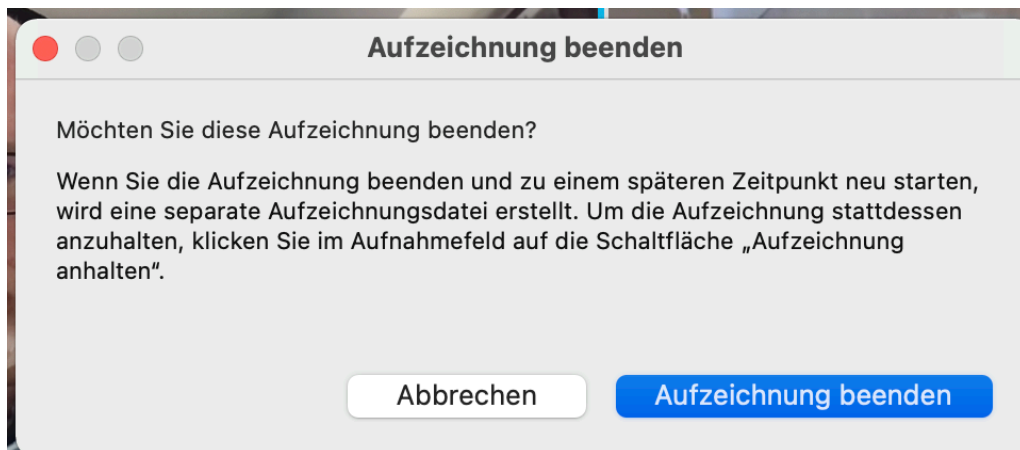 Aufzeichnung beenden
Möchten Sie diese Aufzeichnung beenden?
Wenn Sie die Aufzeichnung beenden und zu einem späteren Zeitpunkt neu starten,
wird eine separate Aufzeichnungsdatei erstellt. Um die Aufzeichnung stattdessen
anzuhalten, klicken Sie im Aufnahmefeld auf die Schaltfläche „Aufzeichnung
anhalten“.
Abbrechen
Aufzeichnung beenden